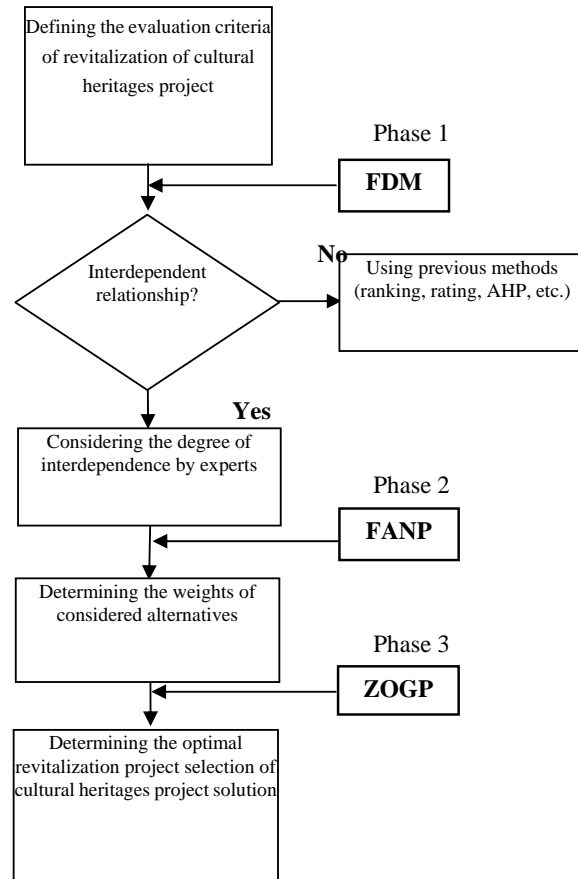 Defining the evaluation criteria
of revitalization of cultural
heritages project
Phase 1
FDM
Interdependent
relationship?
No
Using previous methods
(ranking, rating, AHP, etc.)
Yes
Considering the degree of
interdependence by experts
Phase 2
FANP
Determining the weights of
considered alternatives
Phase 3
ZOGP
Determining the optimal
revitalization project selection of
cultural heritages project solution